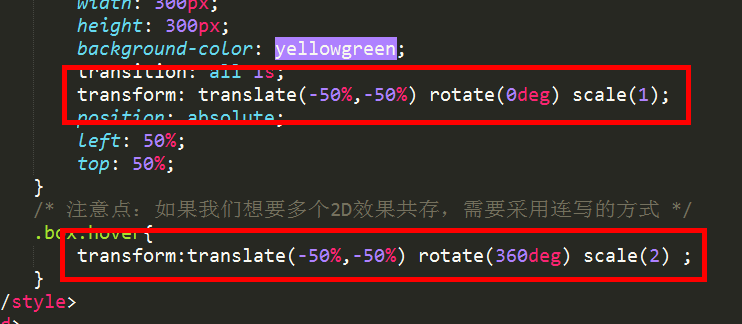 width: 300px;
height: 300px;
background-color: yellowgreen;
transition: all 1s;
transform: translate(-50%,-50%) rotate(0deg) scale(1);
position: absolute;
left: 50%;
top: 50%;
}
/* 注意点：如果我们想要多个2D效果共存，需要采用连写的方式 */
.box:hover{
transform:translate(-50%,-50%) rotate(360deg) scale(2) ;
}
/style>